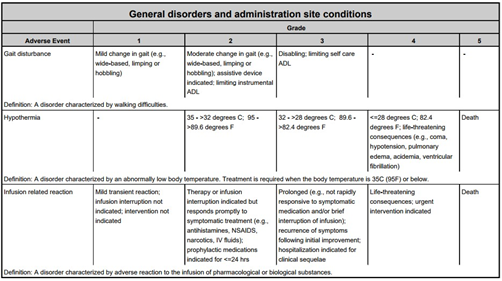 General disorders and administration site conditions
Grade
Adverse Event 1 2 3 4 5
Gait disturbance
Mild change in gait (e.g.,
wide-based, limping or
hobbling)
Moderate change in gait (e.g.,
wide-based, limping or
hobbling); assistive device
indicated; limiting instrumental
ADL
Disabling; limiting self care
ADL
-
-
Definition: A disorder characterized by walking difficulties.
Hypothermia
-
35 - >32 degrees C; 95 -
>89.6 degrees F
32 - >28 degrees C; 89.6 -
>82.4 degrees F
<=28 degrees C; 82.4
degrees F; life-threatening
consequences (e.g., coma,
hypotension, pulmonary
edema, acidemia, ventricular
fibrillation)
Death
Definition: A disorder characterized by an abnormally low body temperature. Treatment is required when the body temperature is 35C (95F) or below.
Infusion related reaction
Mild transient reaction;
infusion interruption not
indicated; intervention not
indicated
Therapy or infusion
interruption indicated but
responds promptly to
symptomatic treatment (e.g.,
antihistamines, NSAIDS,
narcotics, IV fluids);
prophylactic medications
indicated for <=24 hrs
Prolonged (e.g., not rapidly
responsive to symptomatic
medication and/or brief
interruption of infusion);
recurrence of symptoms
following initial improvement;
hospitalization indicated for
clinical sequelae
Life-threatening
consequences; urgent
intervention indicated
Death
Definition: A disorder characterized by adverse reaction to the infusion of pharmacological or biological substances.